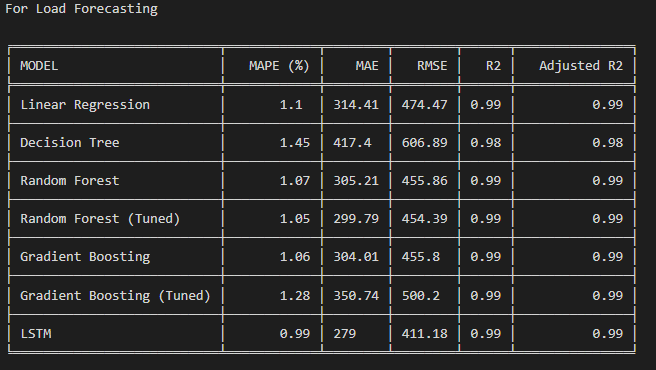 For Load Forecasting
MODEL MAPE (%) MAE RMSE R2 Adjusted R2
Linear Regression 1.1 314.41 474.47 0.99 0.99
Decision Tree 1.45 417.4 606.89 0.98 0.98
Random Forest 1.07 305.21 455.86 0.99 0.99
Random Forest (Tuned) 1.05 299.79 454.39 0.99 0.99
Gradient Boosting 1.06 304.01 455.8 0.99 0.99
Gradient Boosting (Tuned) 1.28 350.74 500.2 0.99 0.99
LSTM 0.99 279 411.18 0.99 0.99